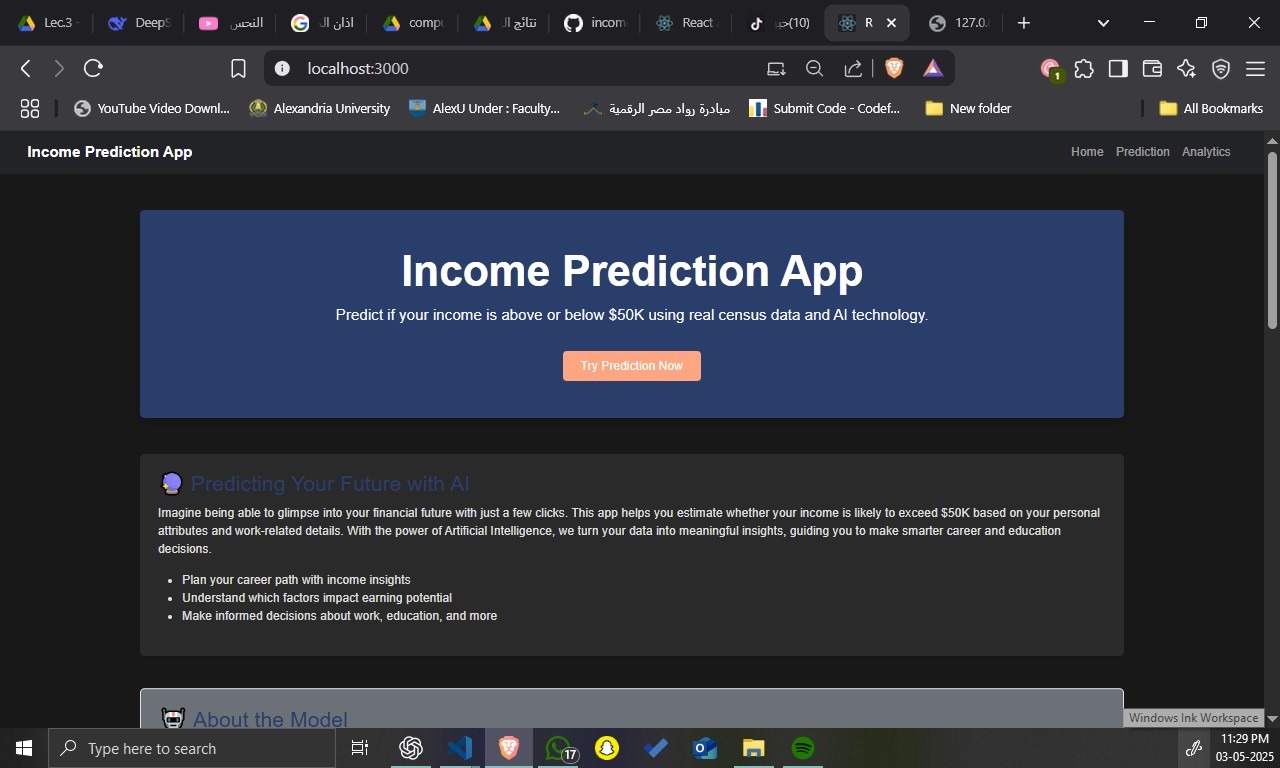 Lec.3
DeepS
النحس
اذان ال
compu
نتائج ال
incom
React
(10)حبي
R
127.0.
localhost:3000
1
YouTube Video Downl...
Alexandria University
AlexU Under : Faculty...
مبادرة رواد مصر الرقمية
Submit Code - Codef...
New folder
All Bookmarks
Income Prediction App
Home
Prediction
Analytics
Income Prediction App
Predict if your income is above or below $50K using real census data and AI technology.
Try Prediction Now
Predicting Your Future with AI
Imagine being able to glimpse into your financial future with just a few clicks. This app helps you estimate whether your income is likely to exceed $50K based on your personal
attributes and work-related details. With the power of Artificial Intelligence, we turn your data into meaningful insights, guiding you to make smarter career and education
decisions.
Plan your career path with income insights
Understand which factors impact earning potential
Make informed decisions about work, education, and more
About the Model
Windows Ink Workspace
Type here to search
17
11:29 PM
03-05-2025